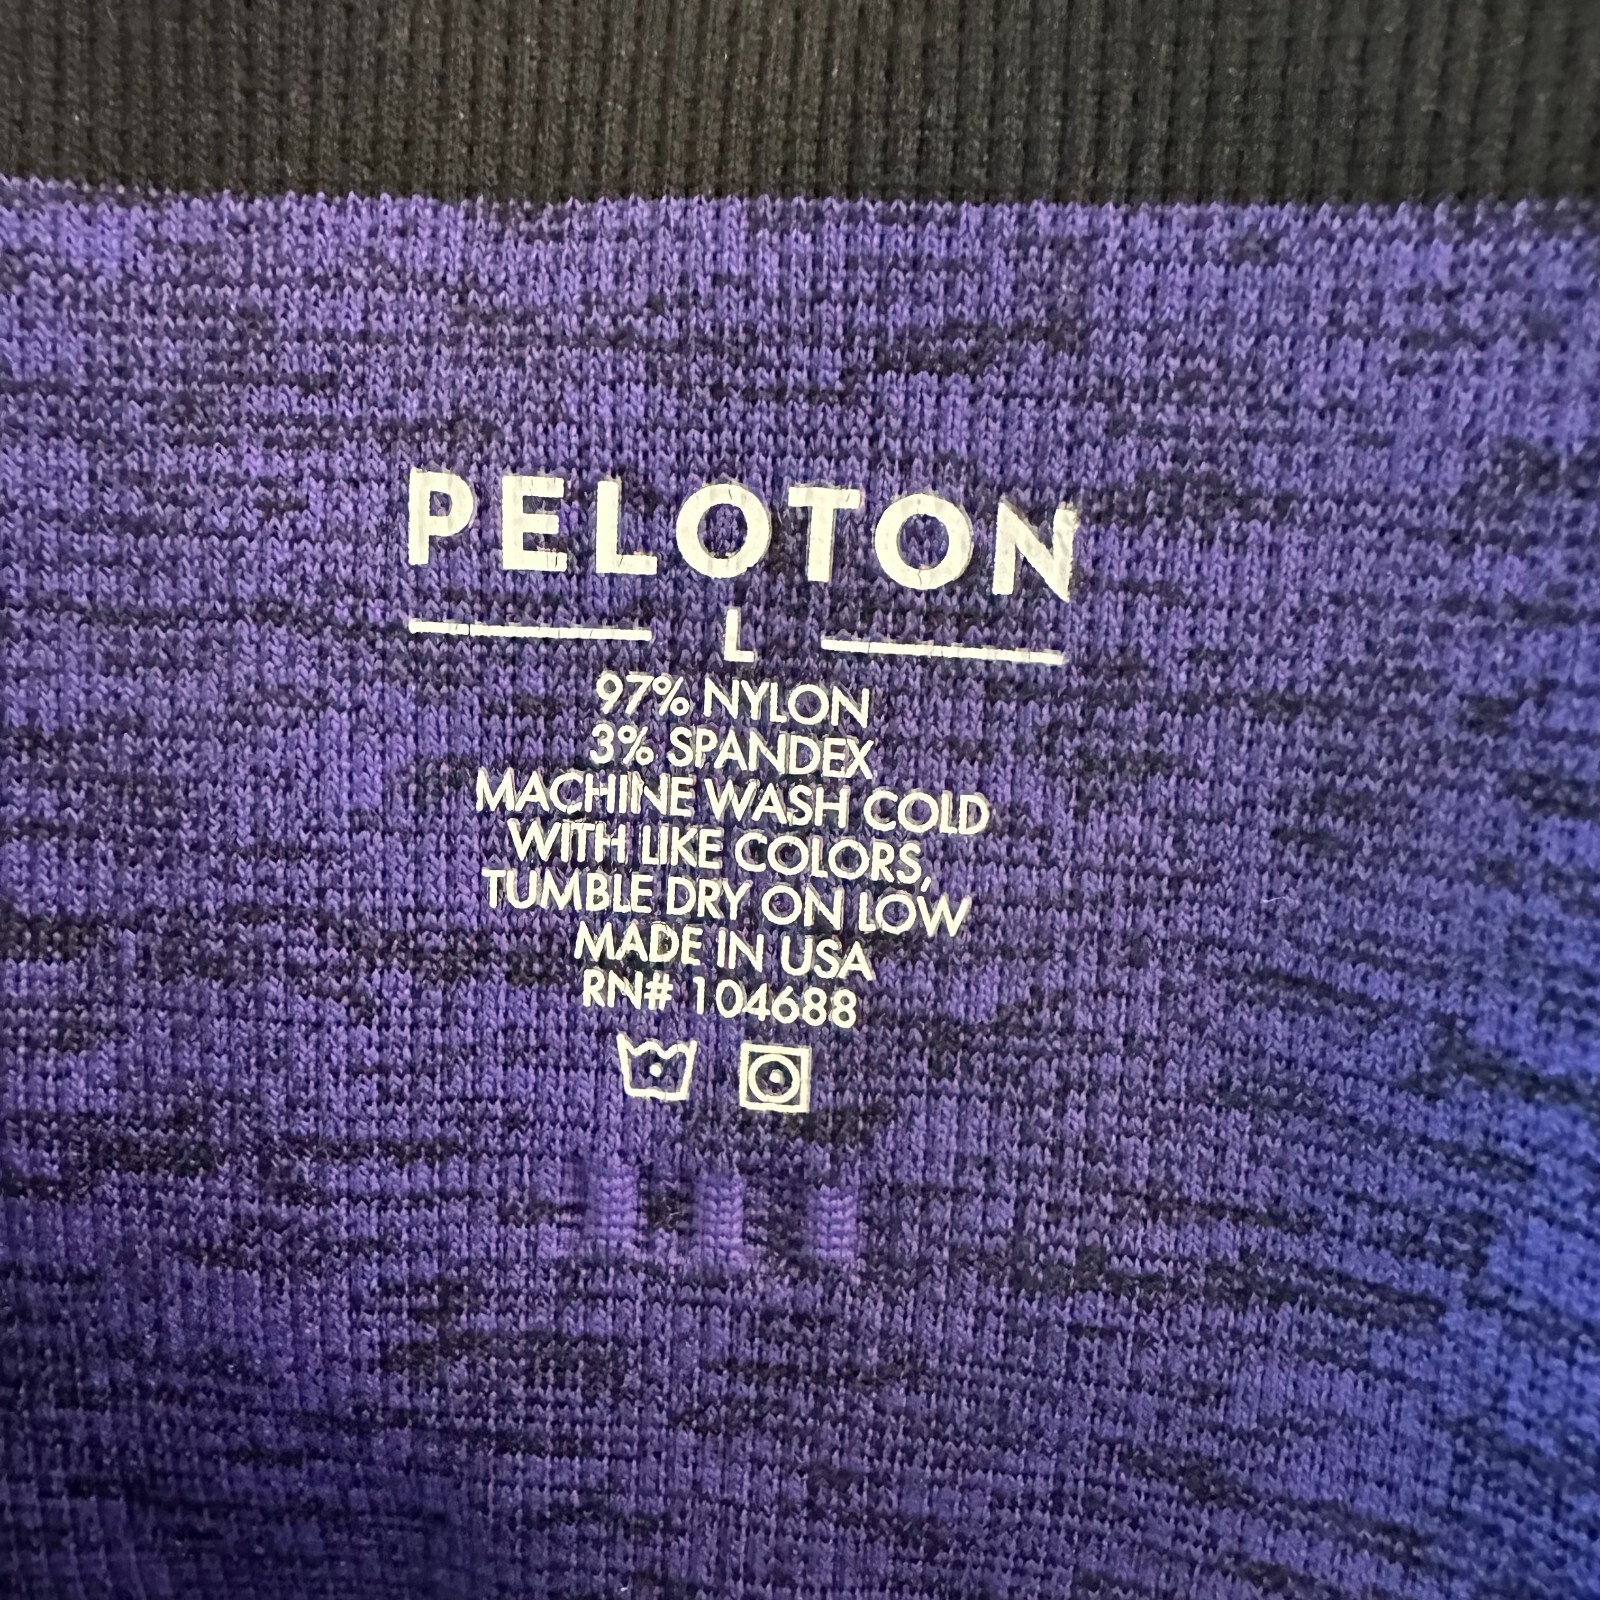 PELOTON
L
97% NYLON
3% SPANDEX
MACHINE WASH COLD
WITH LIKE COLORS,
TUMBLE DRY ON LOW
MADE IN USA
RN# 104688